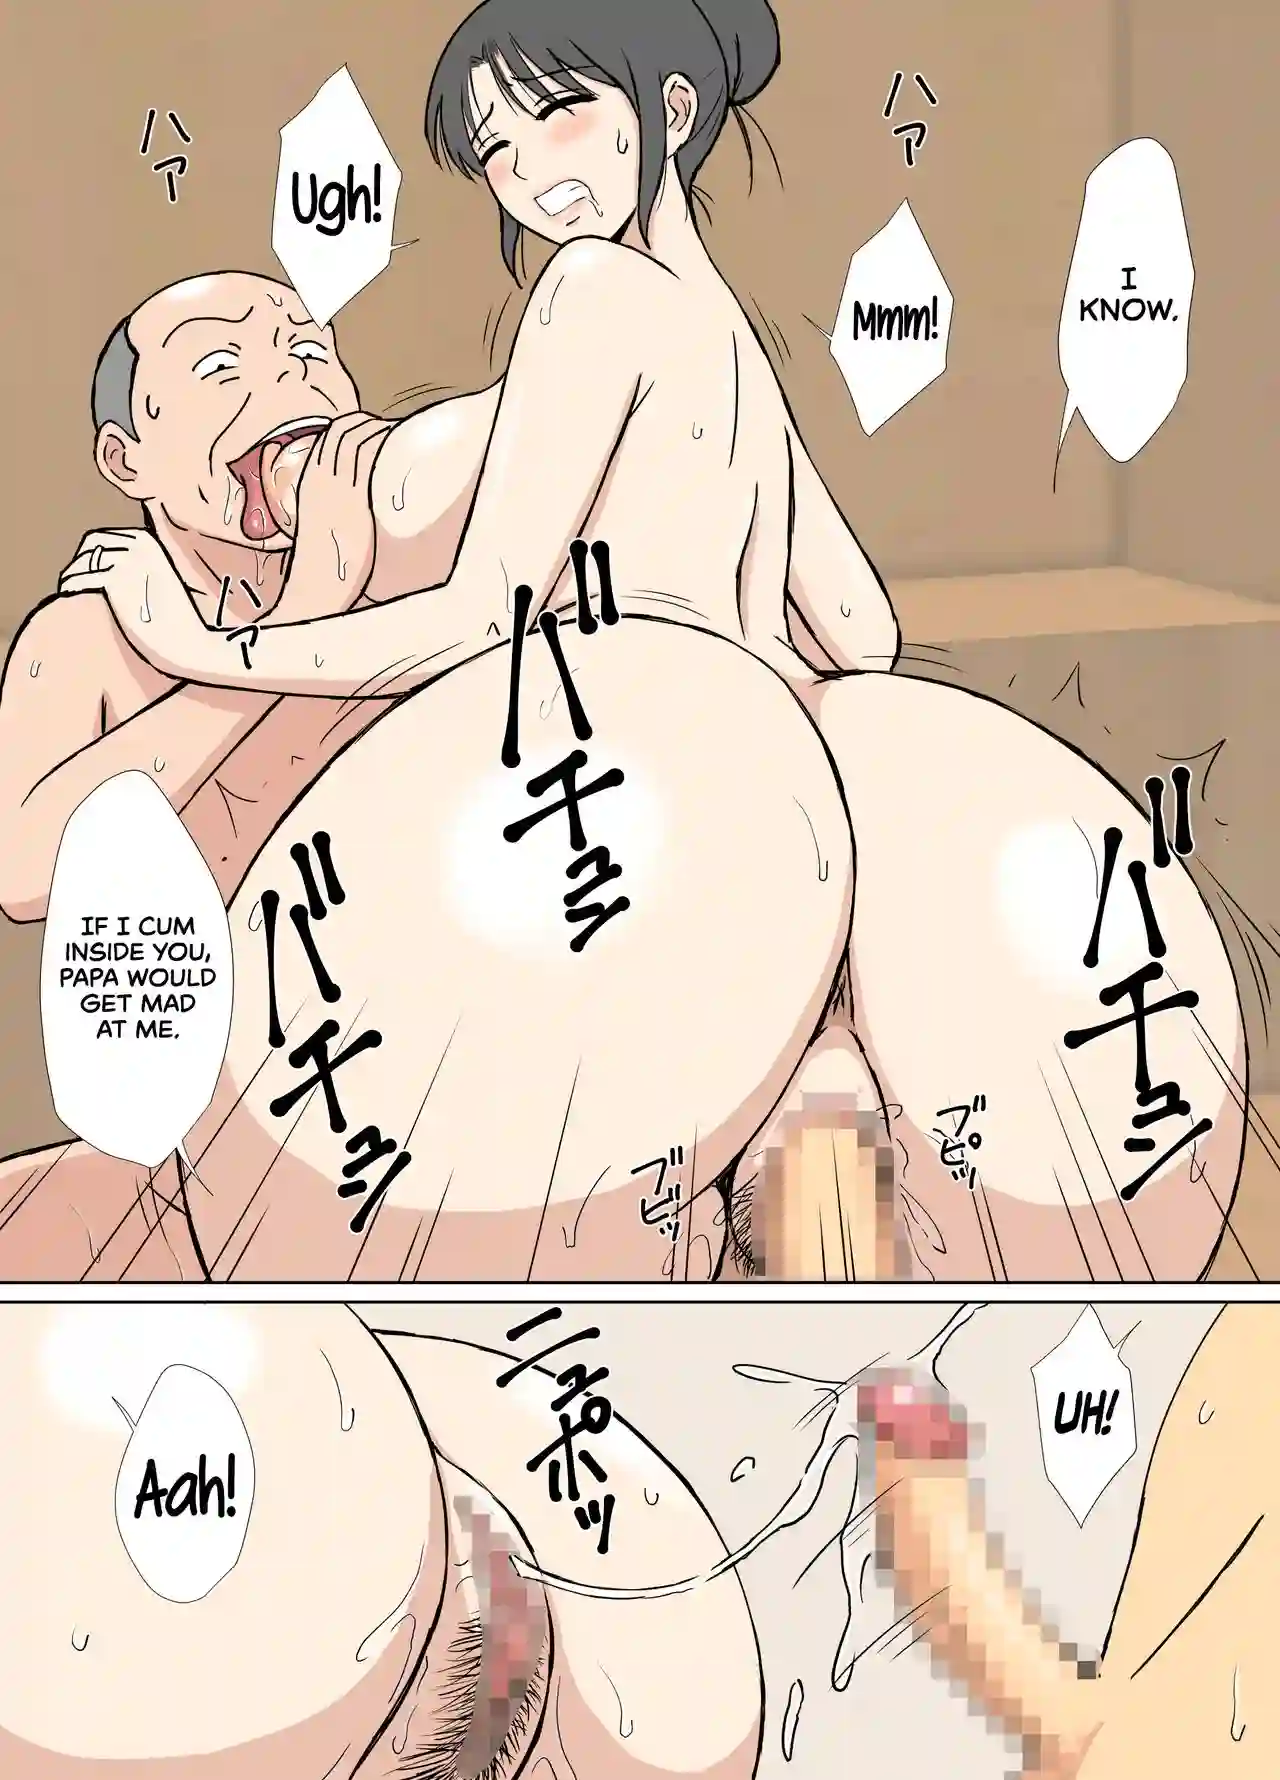 I
KNOW.
ハァ
Mmm!
Ugh!
ハァ
ハァ
バチュン
バチュン
バチュン
IF I CUM
INSIDE YOU,
PAPA WOULD
GET MAD
AT ME.
ブピッ
ブビッ
UH!
ニュポッ
Aah!